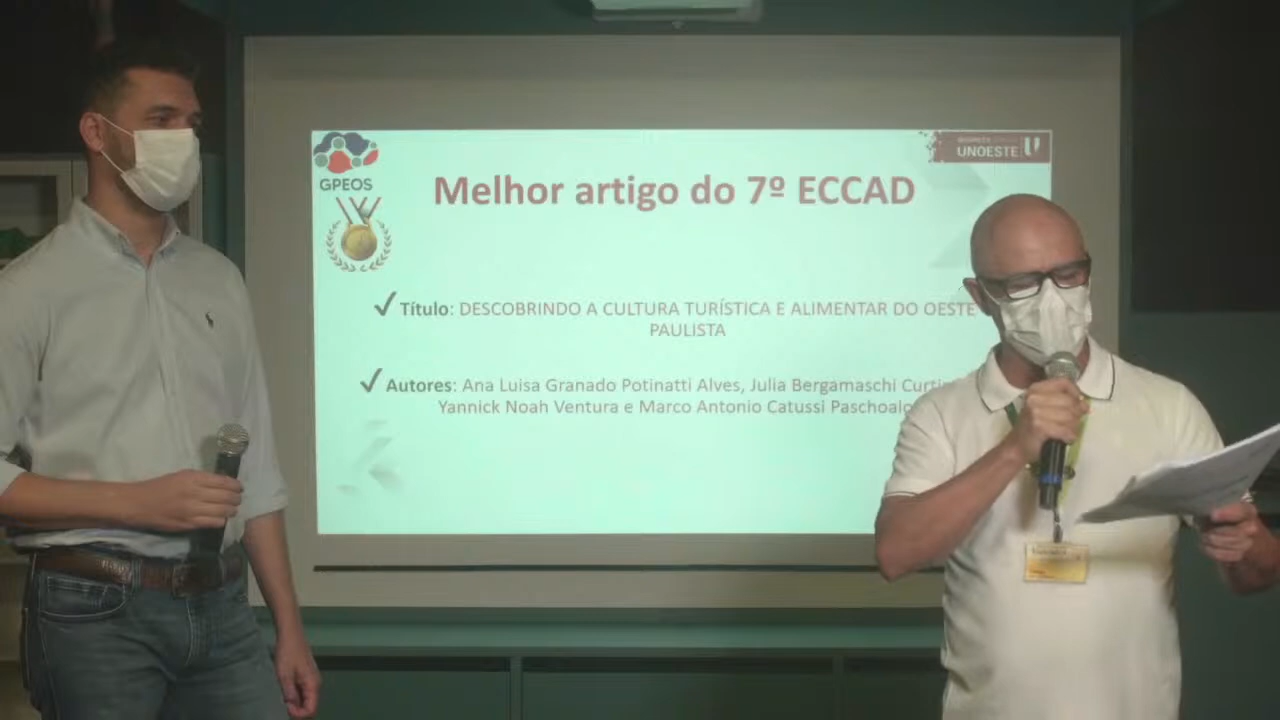 GPEOS
UNOESTE
Melhor artigo do 7º ECCAD
Título: DESCOBRINDO A CULTURA TURÍSTICA E ALIMENTAR DO OESTE
PAULISTA
Autores: Ana Luisa Granado Potinatti Alves, Julia Bergamaschi
Yannick Noah Ventura e Marco Antonio Catussi